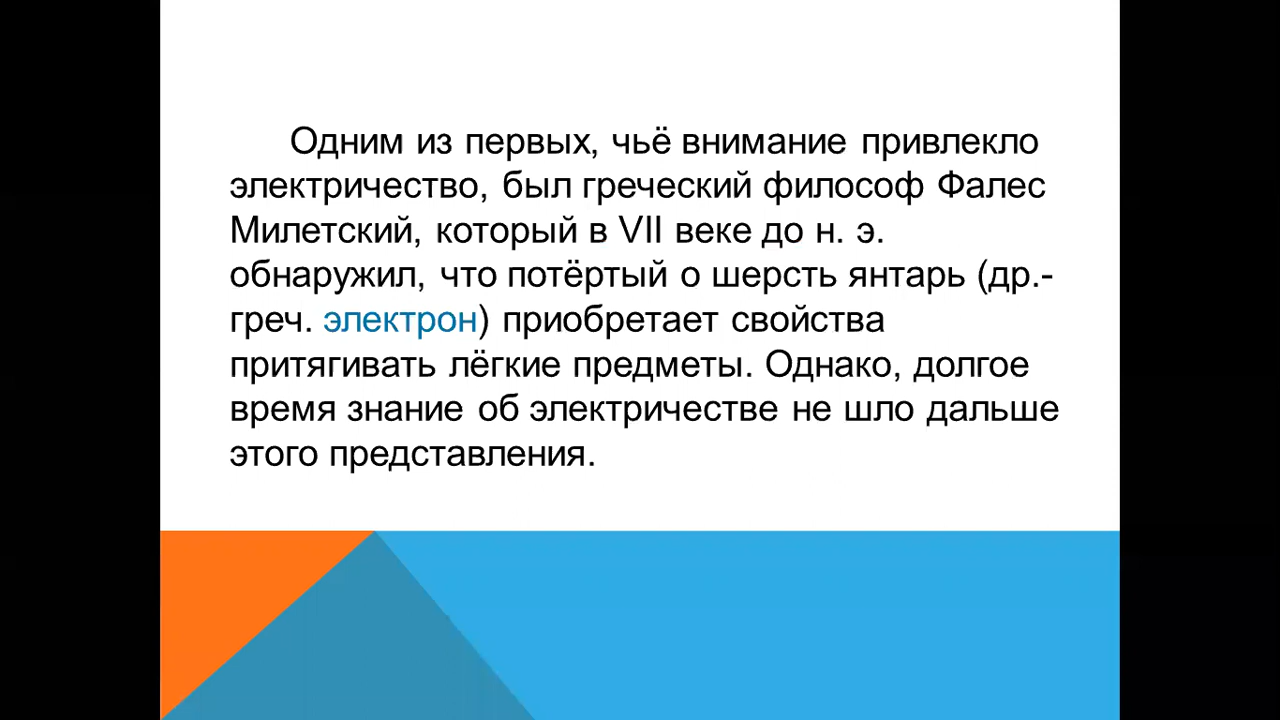 Одним из первых, чьё внимание привлекло
электричество, был греческий философ Фалес
Милетский, который в VII веке до н. э.
обнаружил, что потёртый о шерсть янтарь (др.-
греч. электрон) приобретает свойства
притягивать лёгкие предметы. Однако, долгое
время знание об электричестве не шло дальше
этого представления.